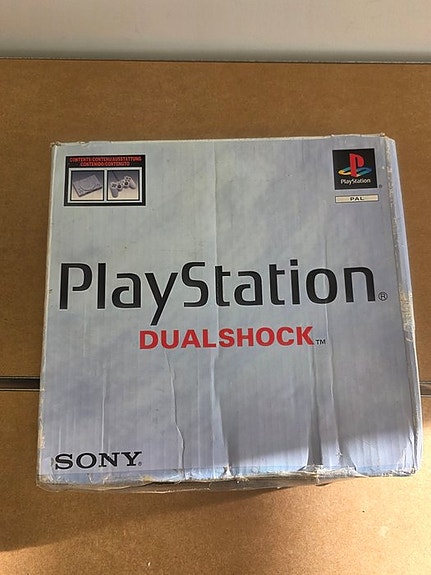 CONTENTS/CONTENU/AUSSTATTUNG
CONTENIDO/CONTENUTO
PlayStation®
PAL
PlayStation®
DUALSHOCK™
SONY®